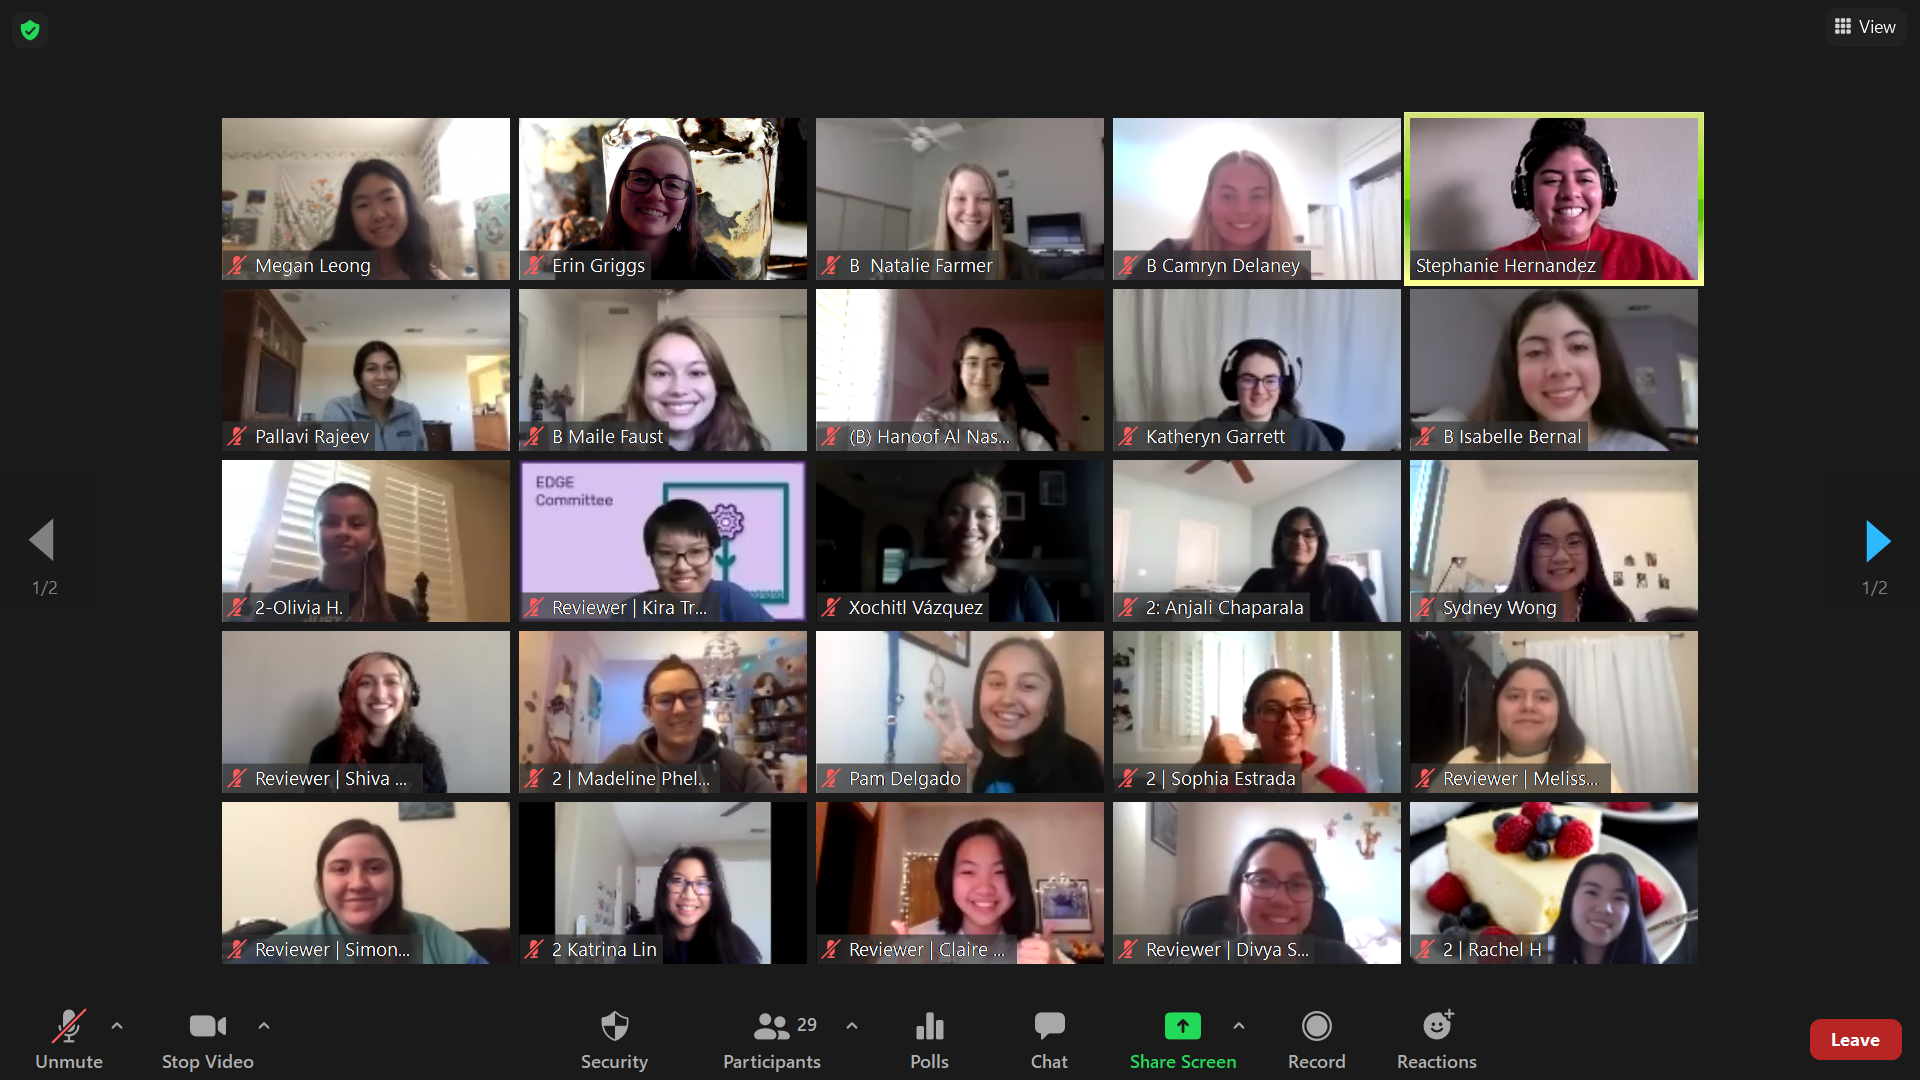 View
Megan Leong
Erin Griggs
B Natalie Farmer
B Camryn Delaney
Stephanie Hernandez
Pallavi Rajeev
B Maile Faust
(B) Hanoof Al Nas...
Katheryn Garrett
B Isabelle Bernal
EDGE
Committee
2-Olivia H.
Reviewer | Kira Tr...
Xochitl Vázquez
2: Anjali Chaparala
Sydney Wong
1/2
1/2
Reviewer | Shiva ...
2 | Madeline Phel...
Pam Delgado
2 | Sophia Estrada
Reviewer | Meliss...
Reviewer | Simon...
2 Katrina Lin
Reviewer | Claire ...
Reviewer | Divya S...
2 | Rachel H
Unmute
Stop Video
Security
29
Participants
Polls
Chat
Share Screen
Record
Reactions
Leave